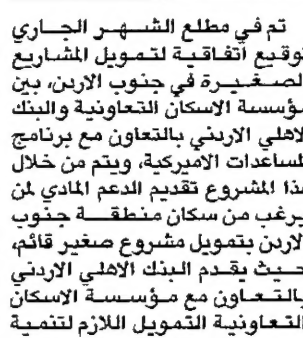 تم في مطلع الشهر الجاري
توقيع اتفاقية لتمويل المشاريع
الصغيرة في جنوب الاردن، بين
مؤسسة الاسكان التعاونية والبنك
الاهلي الاردني بالتعاون مع برنامج
المساعدات الاميركية، ويتم من خلال
هذا المشروع تقديم الدعم المادي لمن
يرغب من سكان منطقة جنوب
الاردن بتمويل مشروع صغير قائم،
حيث يقدم البنك الاهلي الاردني
بالتعاون مع مؤسسة الاسكان
التعاونية التمويل اللازم لتنمية